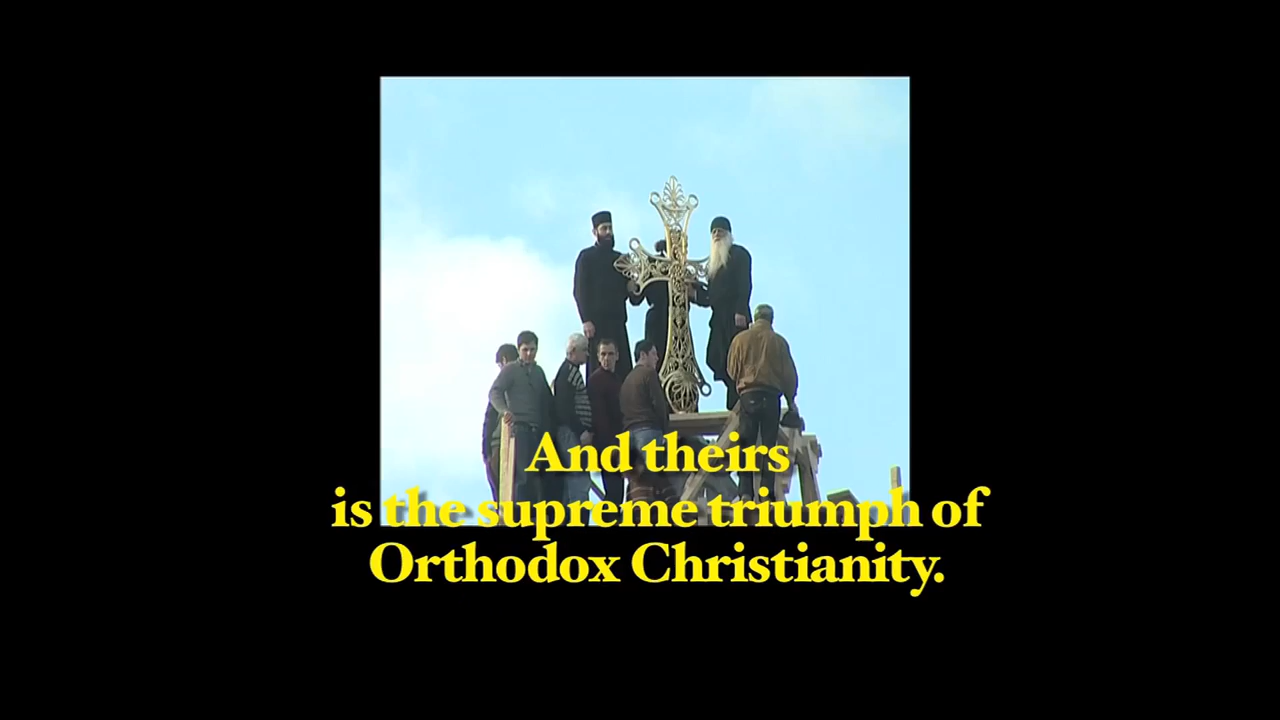 And theirs
is the supreme triumph of
Orthodox Christianity.